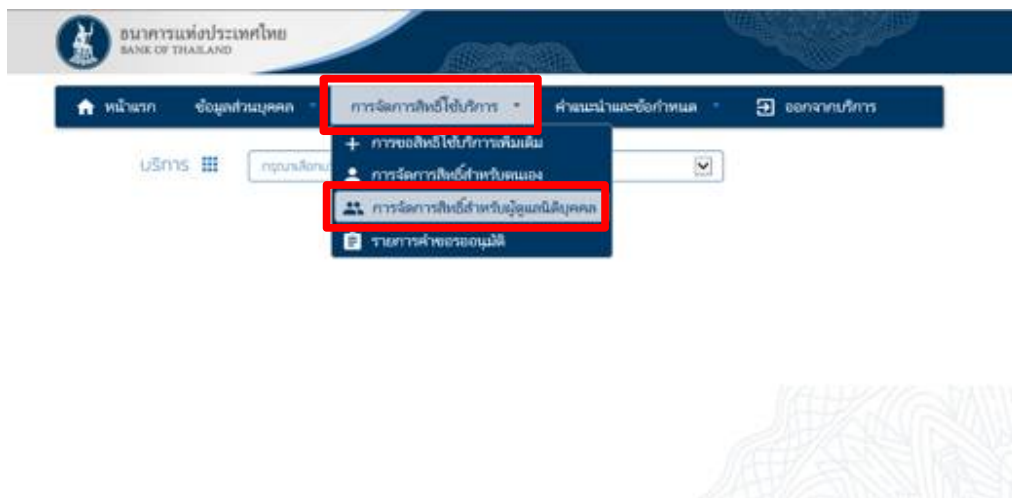 ธนาคารแห่งประเทศไทย
BANK OF THAILAND
หน้าแรก ข้อมูลส่วนบุคคล การจัดการสิทธิ์ใช้บริการ คำแนะนำและข้อกำหนด ออกจากบริการ
การขอสิทธิ์ใช้บริการเพิ่มเติม
บริการ กรุณาเลือกบ
การจัดการสิทธิ์สำหรับตนเอง
การจัดการสิทธิ์สำหรับผู้ดูแลนิติบุคคล
รายการคำขอรออนุมัติ